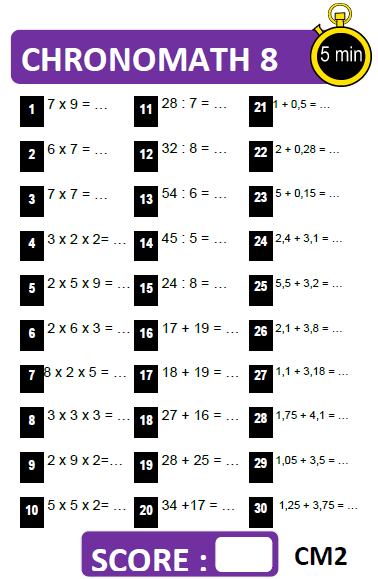 CHRONOMATH 8
5 min
1 7 x 9 = …
2 6 x 7 = …
3 7 x 7 = …
4 3 x 2 x 2= …
5 2 x 5 x 9 = …
6 2 x 6 x 3 = …
7 8 x 2 x 5 = …
8 3 x 3 x 3 = …
9 2 x 9 x 2=…
10 5 x 5 x 2= …
11 28 : 7 = …
12 32 : 8 = …
13 54 : 6 = …
14 45 : 5 = …
15 24 : 8 = …
16 17 + 19 = …
17 18 + 19 = …
18 27 + 16 = …
19 28 + 25 = …
20 34 +17 = …
21 1 + 0,5 = …
22 2 + 0,28 = …
23 5 + 0,15 = …
24 2,4 + 3,1 = …
25 5,5 + 3,2 = …
26 2,1 + 3,8 = …
27 1,1 + 3,18 = …
28 1,75 + 4,1 = …
29 1,05 + 3,5 = …
30 1,25 + 3,75 = …
SCORE :
CM2